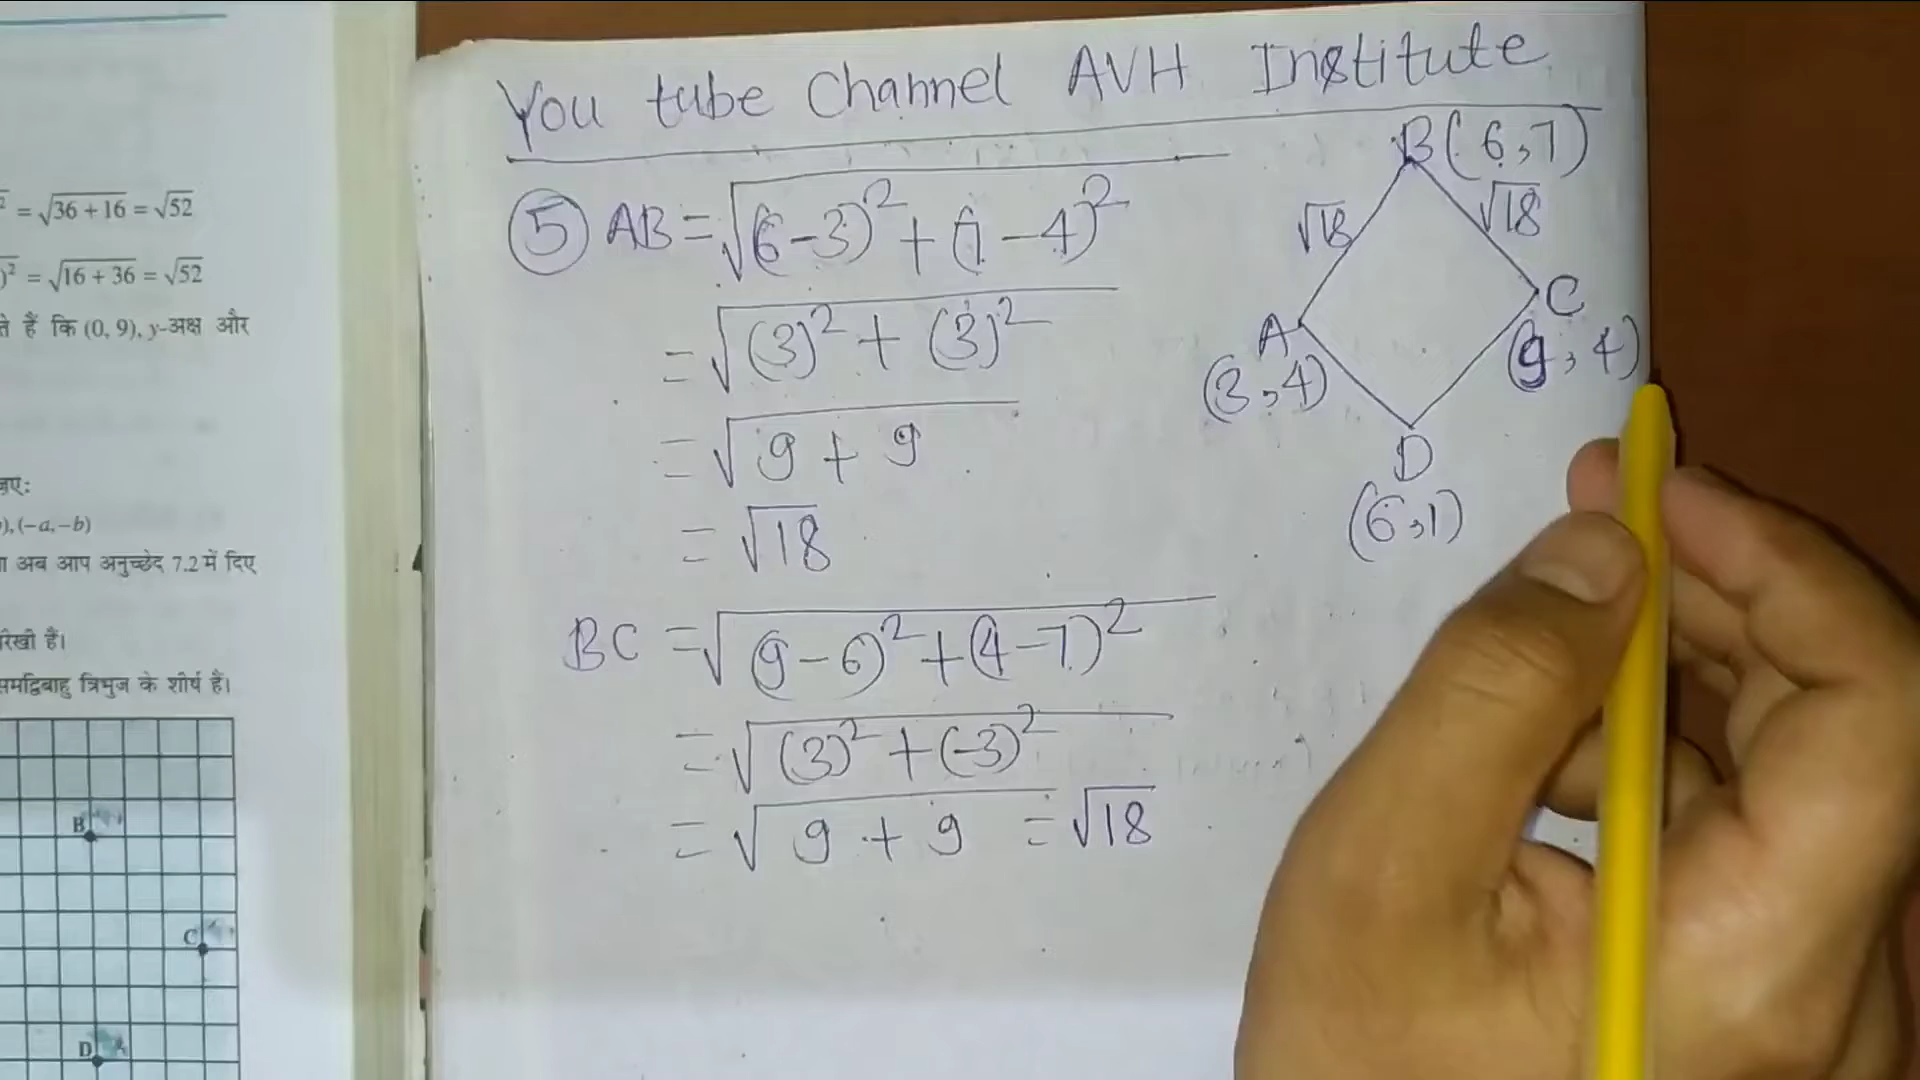 = √36 + 16 = √52
)² = √16 + 36 = √52
हैं कि (0, 9), y-अक्ष और
), (−a, −b)
अब आप अनुच्छेद 7.2 में दिए
हैं।
समद्विबाहु त्रिभुज के शीर्ष हैं।
B
C
D
You tube Channel AVH Institute
⑤ AB = √(6-3)² + (7-4)²
= √(3)² + (3)²
= √9 + 9
= √18
BC = √(9-6)² + (4-7)²
= √(3)² + (-3)²
= √9 + 9 = √18
B(6,7)
√18 √18
A C
(3,4) (9,4)
D
(6,1)